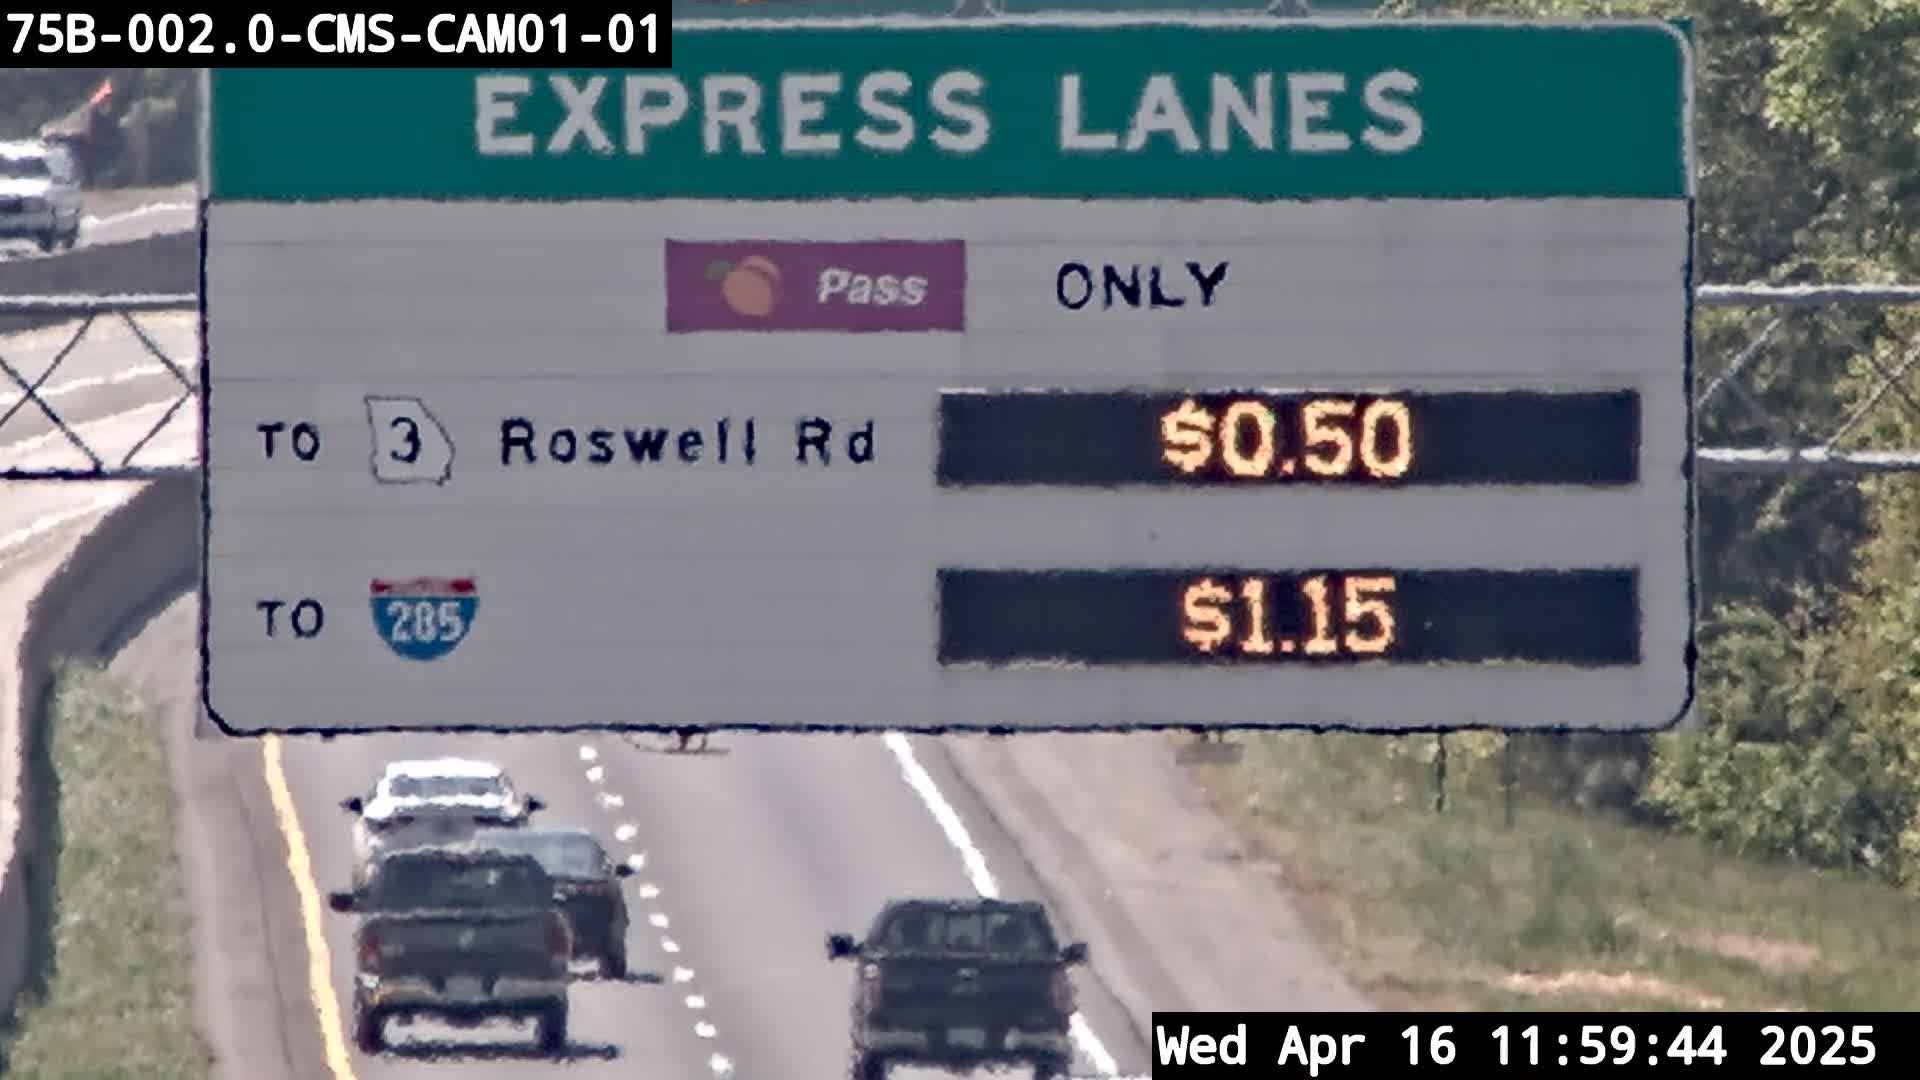 75B-002.0-CMS-CAM01-01
EXPRESS LANES
Pass ONLY
TO 3 Roswell Rd $0.50
TO 285 $1.15
Wed Apr 16 11:59:44 2025